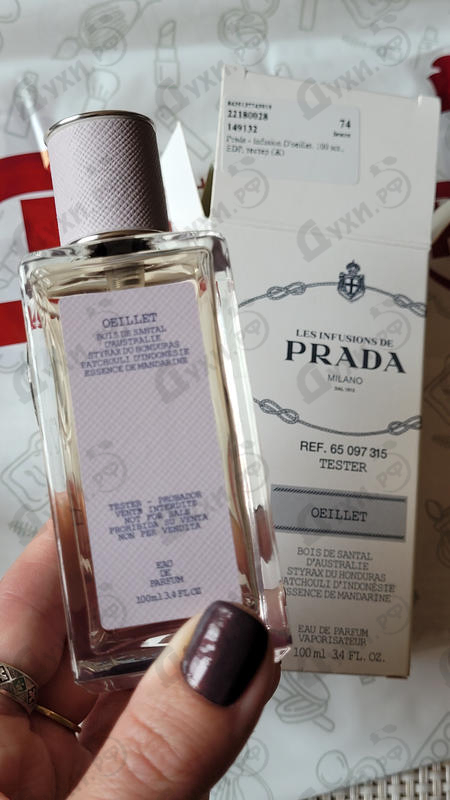 OEILLET
BOIS DE SANTAL
D'AUSTRALIE
STYRAX DU HONDURAS
PATCHOULI D'INDONÉSIE
ESSENCE DE MANDARINE
TESTER - PROBADOR
VENTE INTERDITE
NOT FOR SALE
PROHIBIDA SU VENTA
NON PER VENDITA
EAU
DE
PARFUM
100ml 3.4 FL.OZ
22180028
74
149132
Prada - Infusion D'oeillet, 100 мл.,
EDP, тестер (Ж)
LES INFUSIONS DE
PRADA
MILANO
DAL 1913
REF. 65 097 315
TESTER
OEILLET
BOIS DE SANTAL
D'AUSTRALIE
STYRAX DU HONDURAS
PATCHOULI D'INDONÉSIE
ESSENCE DE MANDARINE
EAU DE PARFUM
VAPORISATEUR
100 ml 3.4 FL. OZ.
Духи.РФ